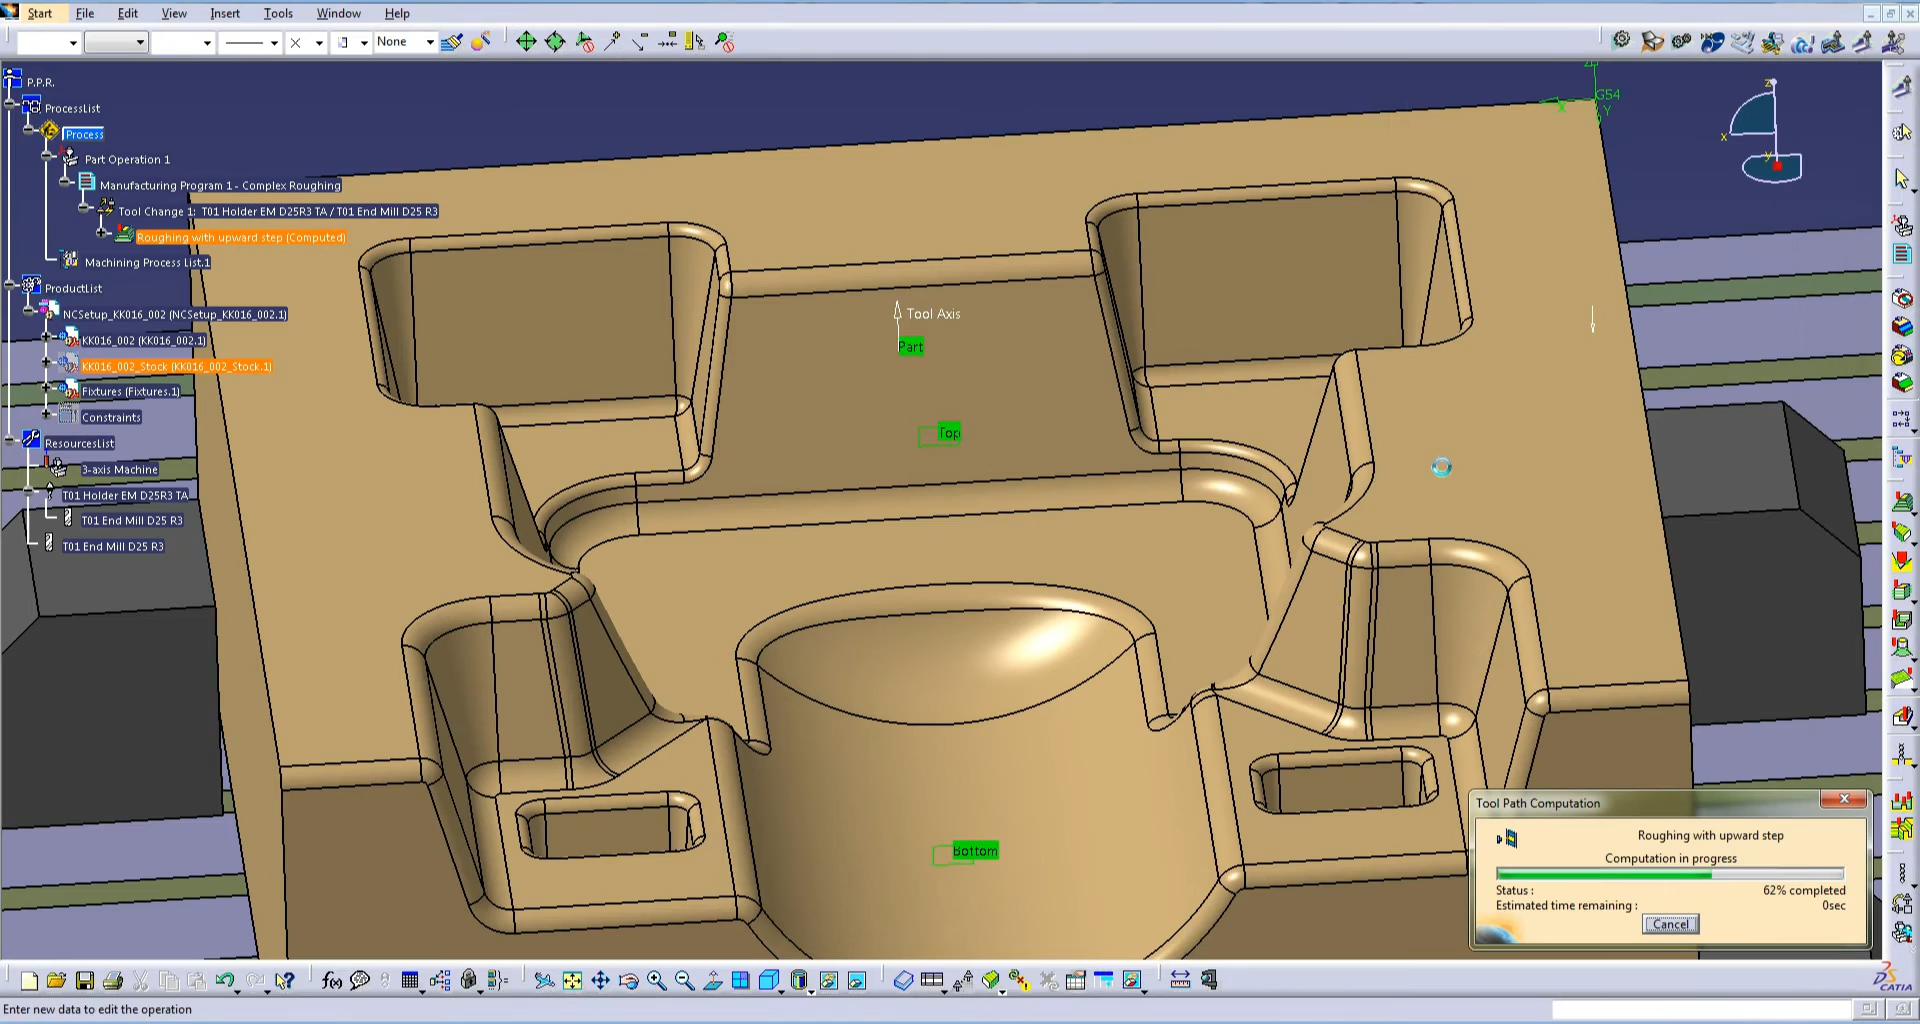 Start File Edit View Insert Tools Window Help
None
P.P.R.
ProcessList
Process
Part Operation 1
Manufacturing Program 1 - Complex Roughing
Tool Change 1: T01 Holder EM D25R3 TA / T01 End Mill D25 R3
Roughing with upward step (Computed)
Machining Process List.1
ProductList
NCSetup_KK016_002 (NCSetup_KK016_002.1)
KK016_002 (KK016_002.1)
KK016_002_Stock (KK016_002_Stock.1)
Fixtures (Fixtures.1)
Constraints
ResourcesList
3-axis Machine
T01 Holder EM D25R3 TA
T01 End Mill D25 R3
T01 End Mill D25 R3
G54
X
Y
z
x
y
Tool Axis
Part
Top
Bottom
Tool Path Computation
Roughing with upward step
Computation in progress
Status : 62% completed
Estimated time remaining : 0sec
Cancel
f(x)
CATIA
Enter new data to edit the operation